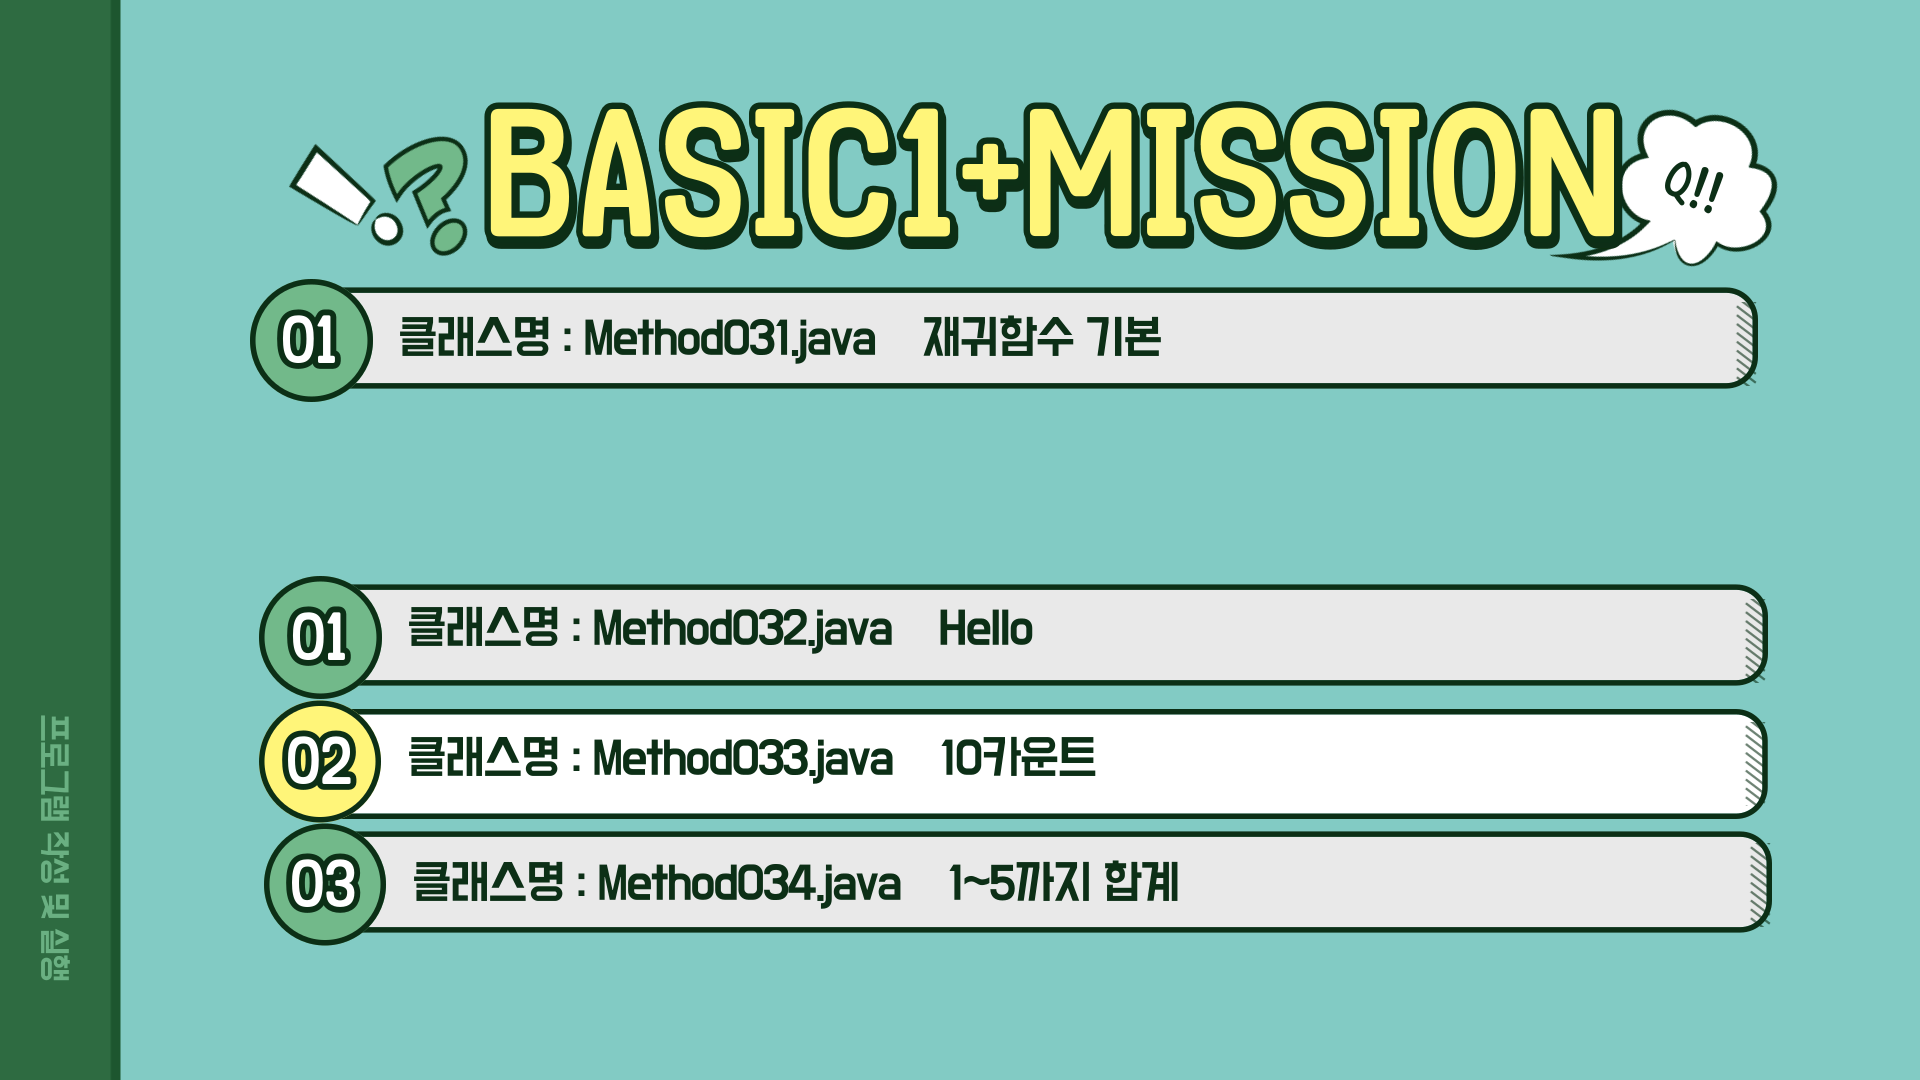 BASIC1+MISSION
Q!!
01 클래스명 : Method031.java 재귀함수 기본
01 클래스명 : Method032.java Hello
02 클래스명 : Method033.java 10카운트
03 클래스명 : Method034.java 1~5까지 합계
프로그램 작성 및 실행